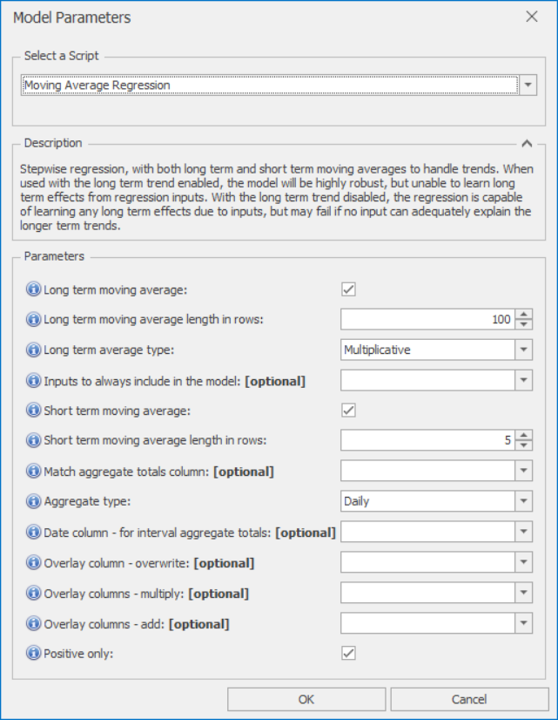 Model Parameters
Select a Script
Moving Average Regression
Description
Stepwise regression, with both long term and short term moving averages to handle trends. When
used with the long term trend enabled, the model will be highly robust, but unable to learn long
term effects from regression inputs. With the long term trend disabled, the regression is capable
of learning any long term effects due to inputs, but may fail if no input can adequately explain the
longer term trends.
Parameters
Long term moving average:
Long term moving average length in rows: 100
Long term average type: Multiplicative
Inputs to always include in the model: [optional]
Short term moving average:
Short term moving average length in rows: 5
Match aggregate totals column: [optional]
Aggregate type: Daily
Date column - for interval aggregate totals: [optional]
Overlay column - overwrite: [optional]
Overlay columns - multiply: [optional]
Overlay columns - add: [optional]
Positive only:
OK Cancel